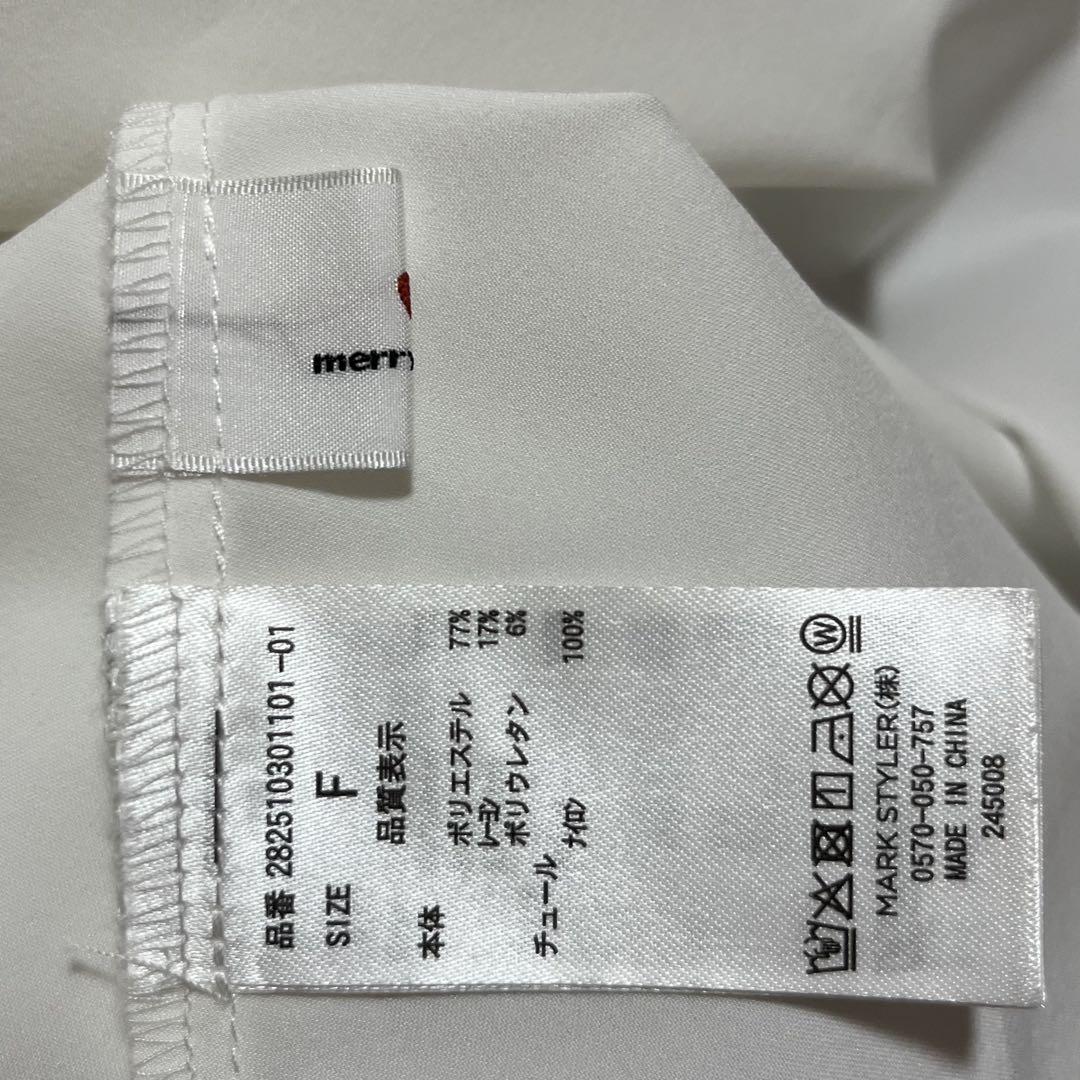 merry
品番 282510301101-01
SIZE F
品質表示
本体
ポリエステル 77%
レーヨン 17%
ポリウレタン 6%
チュール
ナイロン 100%
MARK STYLER(株)
0570-050-757
MADE IN CHINA
245008